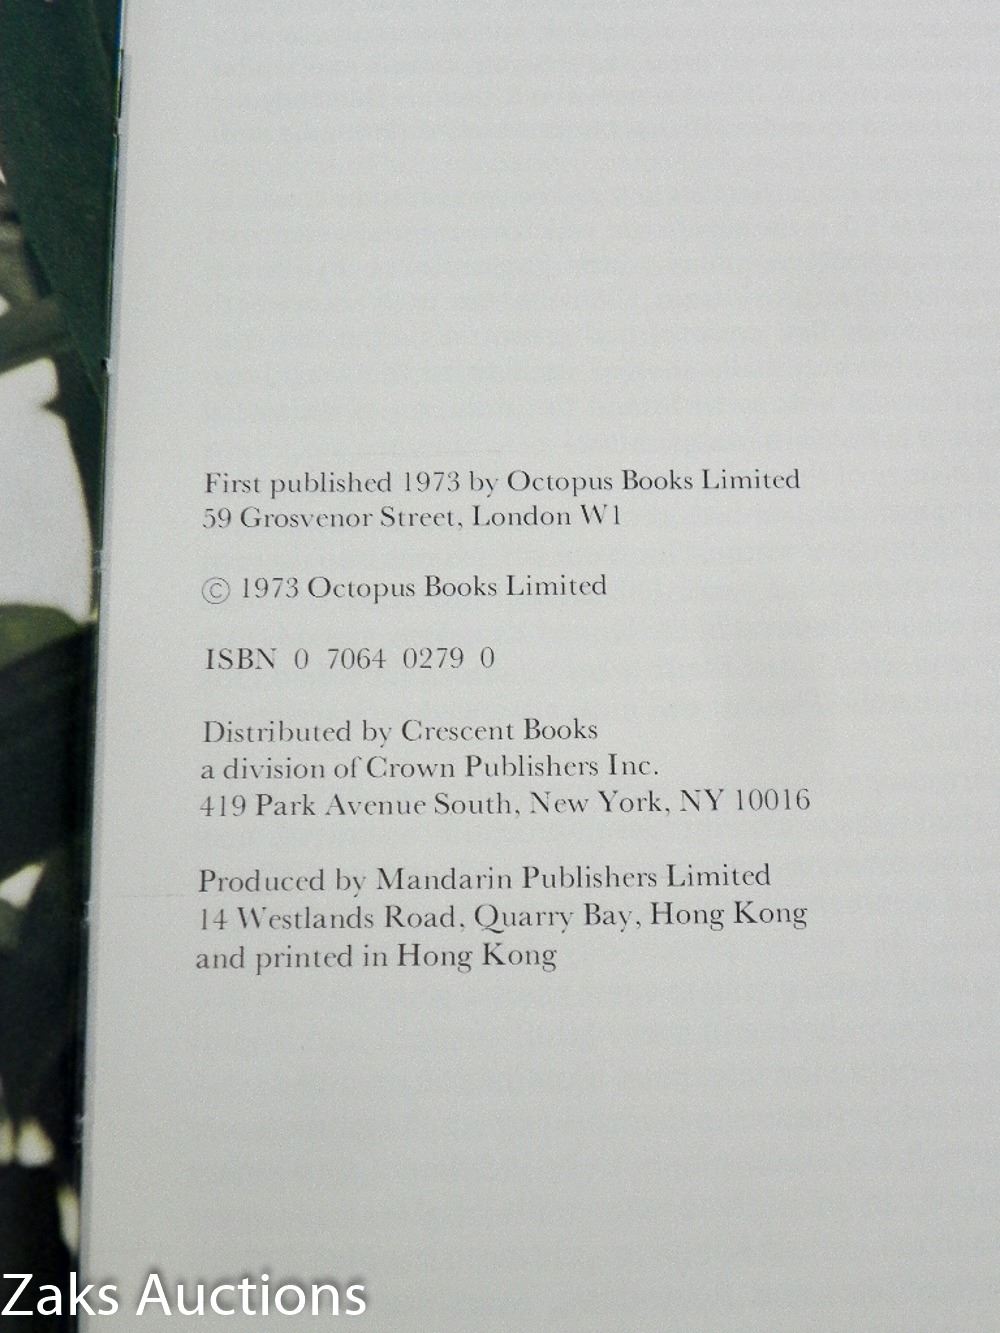 First published 1973 by Octopus Books Limited
59 Grosvenor Street, London W1
© 1973 Octopus Books Limited
ISBN 0 7064 0279 0
Distributed by Crescent Books
a division of Crown Publishers Inc.
419 Park Avenue South, New York, NY 10016
Produced by Mandarin Publishers Limited
14 Westlands Road, Quarry Bay, Hong Kong
and printed in Hong Kong
Zaks Auctions